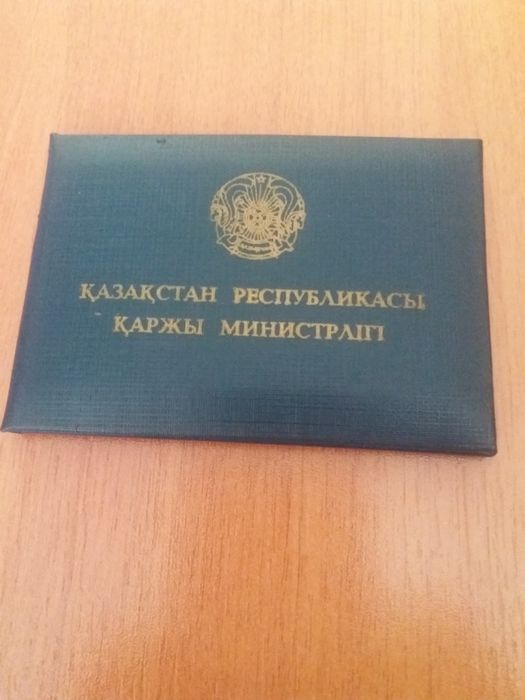 ҚАЗАҚСТАН РЕСПУБЛИКАСЫ
ҚАРЖЫ МИНИСТРЛІГІ